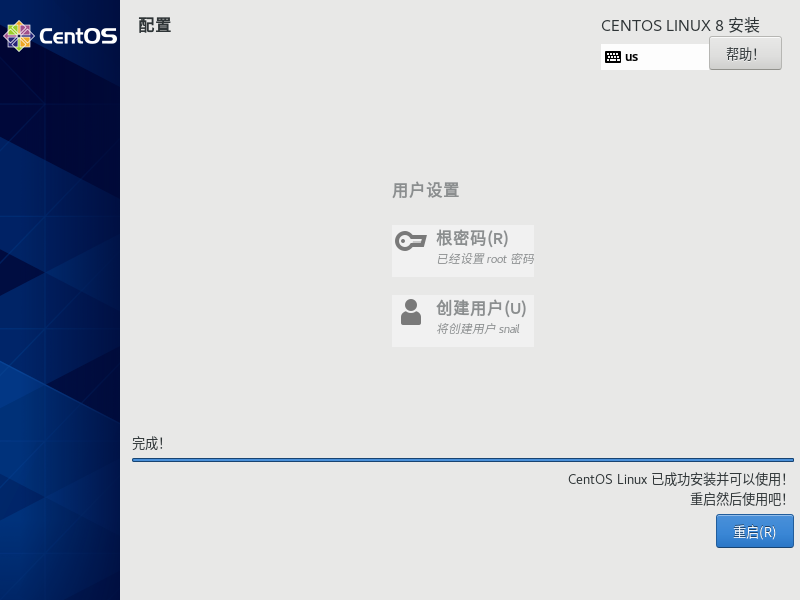 CentOS
配置
CENTOS LINUX 8 安装
us
帮助！
用户设置
根密码(R)
已经设置 root 密码
创建用户(U)
将创建用户 snail
完成！
CentOS Linux 已成功安装并可以使用！
重启然后使用吧！
重启(R)